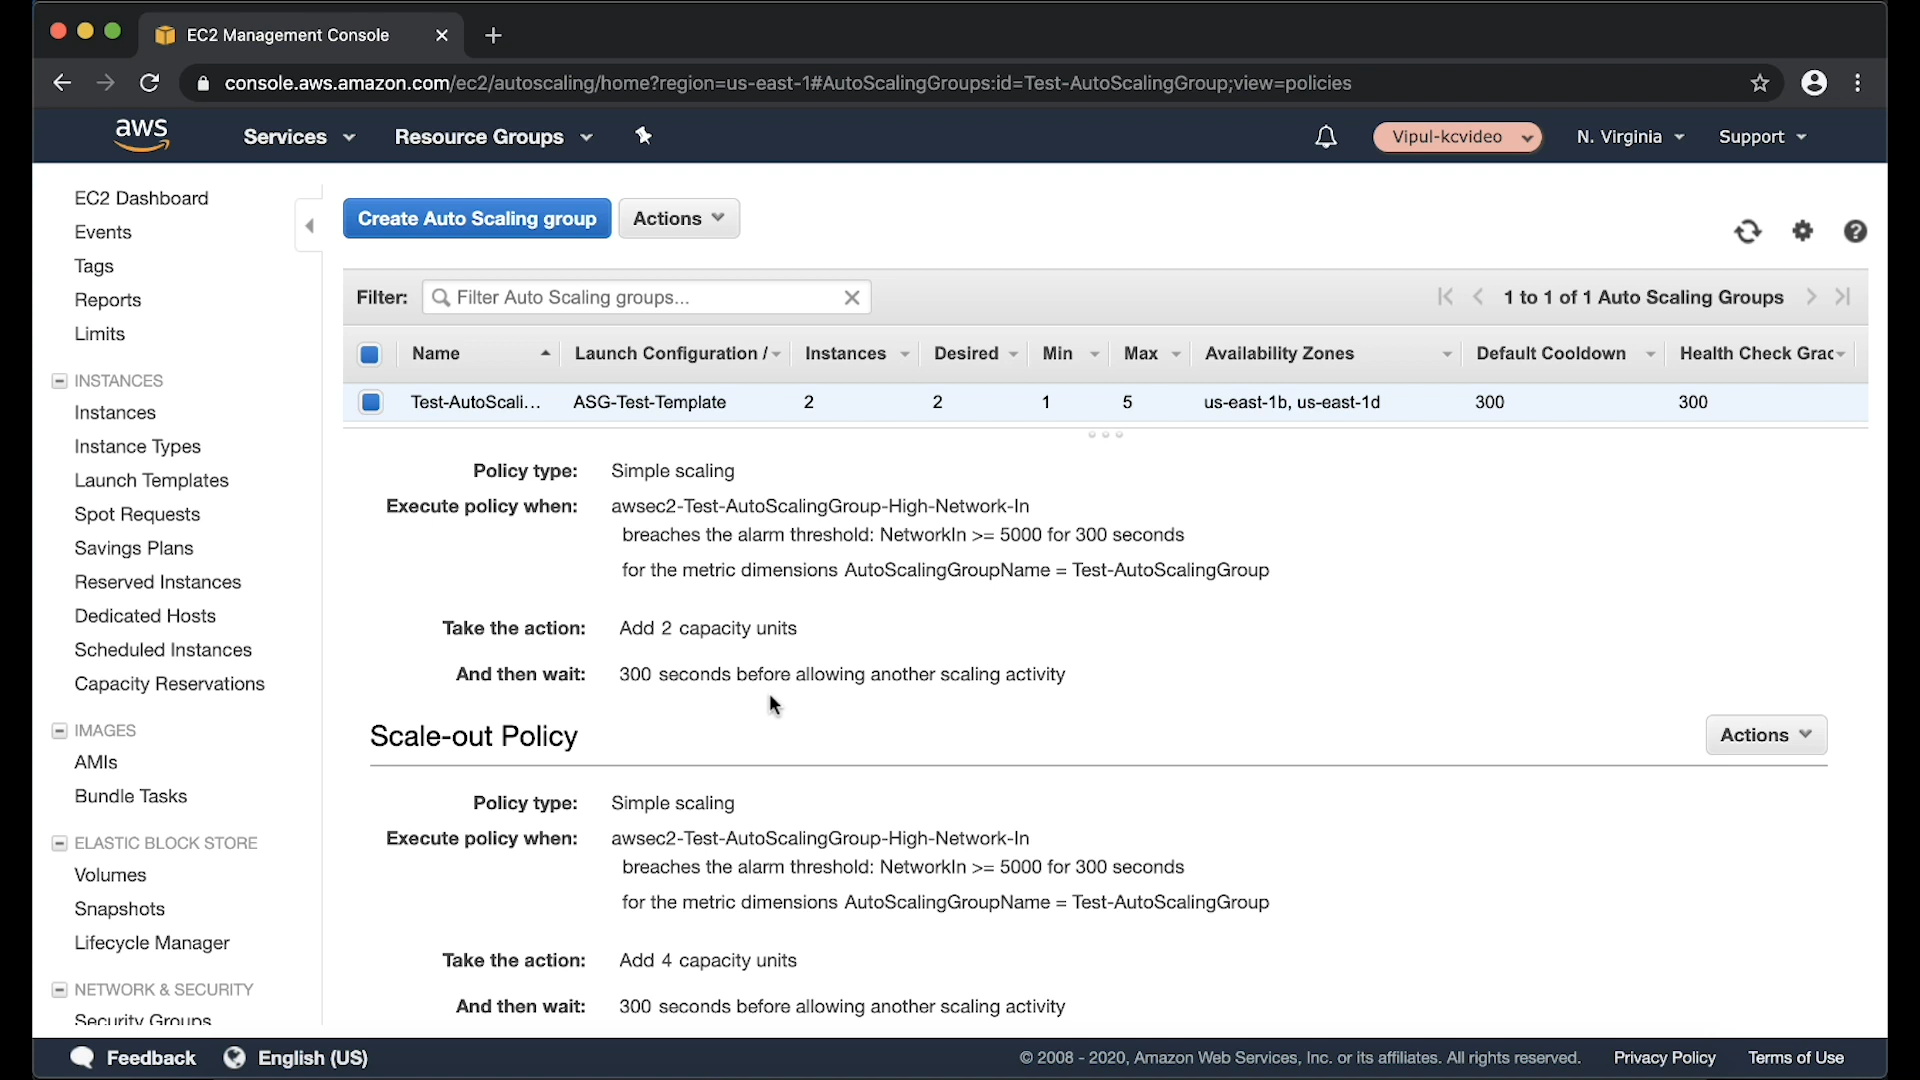 EC2 Management Console
console.aws.amazon.com/ec2/autoscaling/home?region=us-east-1#AutoScalingGroups:id=Test-AutoScalingGroup;view=policies
aws Services Resource Groups Vipul-kcvideo N. Virginia Support
EC2 Dashboard
Events
Tags
Reports
Limits
INSTANCES
Instances
Instance Types
Launch Templates
Spot Requests
Savings Plans
Reserved Instances
Dedicated Hosts
Scheduled Instances
Capacity Reservations
IMAGES
AMIs
Bundle Tasks
ELASTIC BLOCK STORE
Volumes
Snapshots
Lifecycle Manager
NETWORK & SECURITY
Security Groups
Create Auto Scaling group Actions
Filter: Filter Auto Scaling groups... 1 to 1 of 1 Auto Scaling Groups
Name Launch Configuration / Instances Desired Min Max Availability Zones Default Cooldown Health Check Grac
Test-AutoScali... ASG-Test-Template 2 2 1 5 us-east-1b, us-east-1d 300 300
Policy type: Simple scaling
Execute policy when: awsec2-Test-AutoScalingGroup-High-Network-In
breaches the alarm threshold: NetworkIn >= 5000 for 300 seconds
for the metric dimensions AutoScalingGroupName = Test-AutoScalingGroup
Take the action: Add 2 capacity units
And then wait: 300 seconds before allowing another scaling activity
Scale-out Policy Actions
Policy type: Simple scaling
Execute policy when: awsec2-Test-AutoScalingGroup-High-Network-In
breaches the alarm threshold: NetworkIn >= 5000 for 300 seconds
for the metric dimensions AutoScalingGroupName = Test-AutoScalingGroup
Take the action: Add 4 capacity units
And then wait: 300 seconds before allowing another scaling activity
Feedback English (US) © 2008 - 2020, Amazon Web Services, Inc. or its affiliates. All rights reserved. Privacy Policy Terms of Use